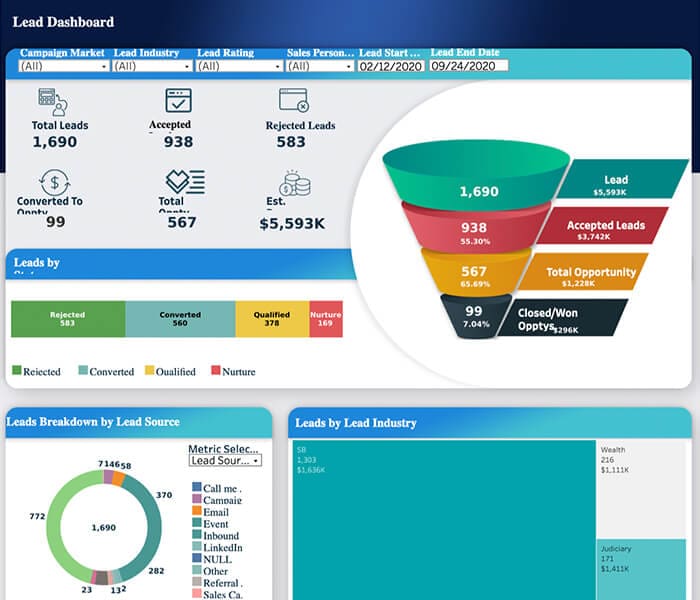 Lead Dashboard
Campaign Market Lead Industry Lead Rating Sales Person... Lead Start ... Lead End Date
(All) (All) (All) (All) 02/12/2020 09/24/2020
Total Leads Accepted Rejected Leads
1,690 938 583
Converted To Total Est.
Oppty Oppty
99 567 $5,593K
1,690
Lead
$5,593K
938
55.30%
Accepted Leads
$3,742K
567
65.69%
Total Opportunity
$1,228K
99
7.04%
Closed/Won
Opptys
$296K
Leads by
Rejected Converted Qualified Nurture
583 560 378 169
Rejected Converted Qualified Nurture
Leads Breakdown by Lead Source
Metric Selec...
Lead Sour...
71 46 58
370
772
1,690
282
23 13 2
Call me .
Campaig
Email
Event
Inbound
LinkedIn
NULL
Other
Referral .
Sales Ca.
Leads by Lead Industry
SB
1,303
$1,636K
Wealth
216
$1,111K
Judiciary
171
$1,411K